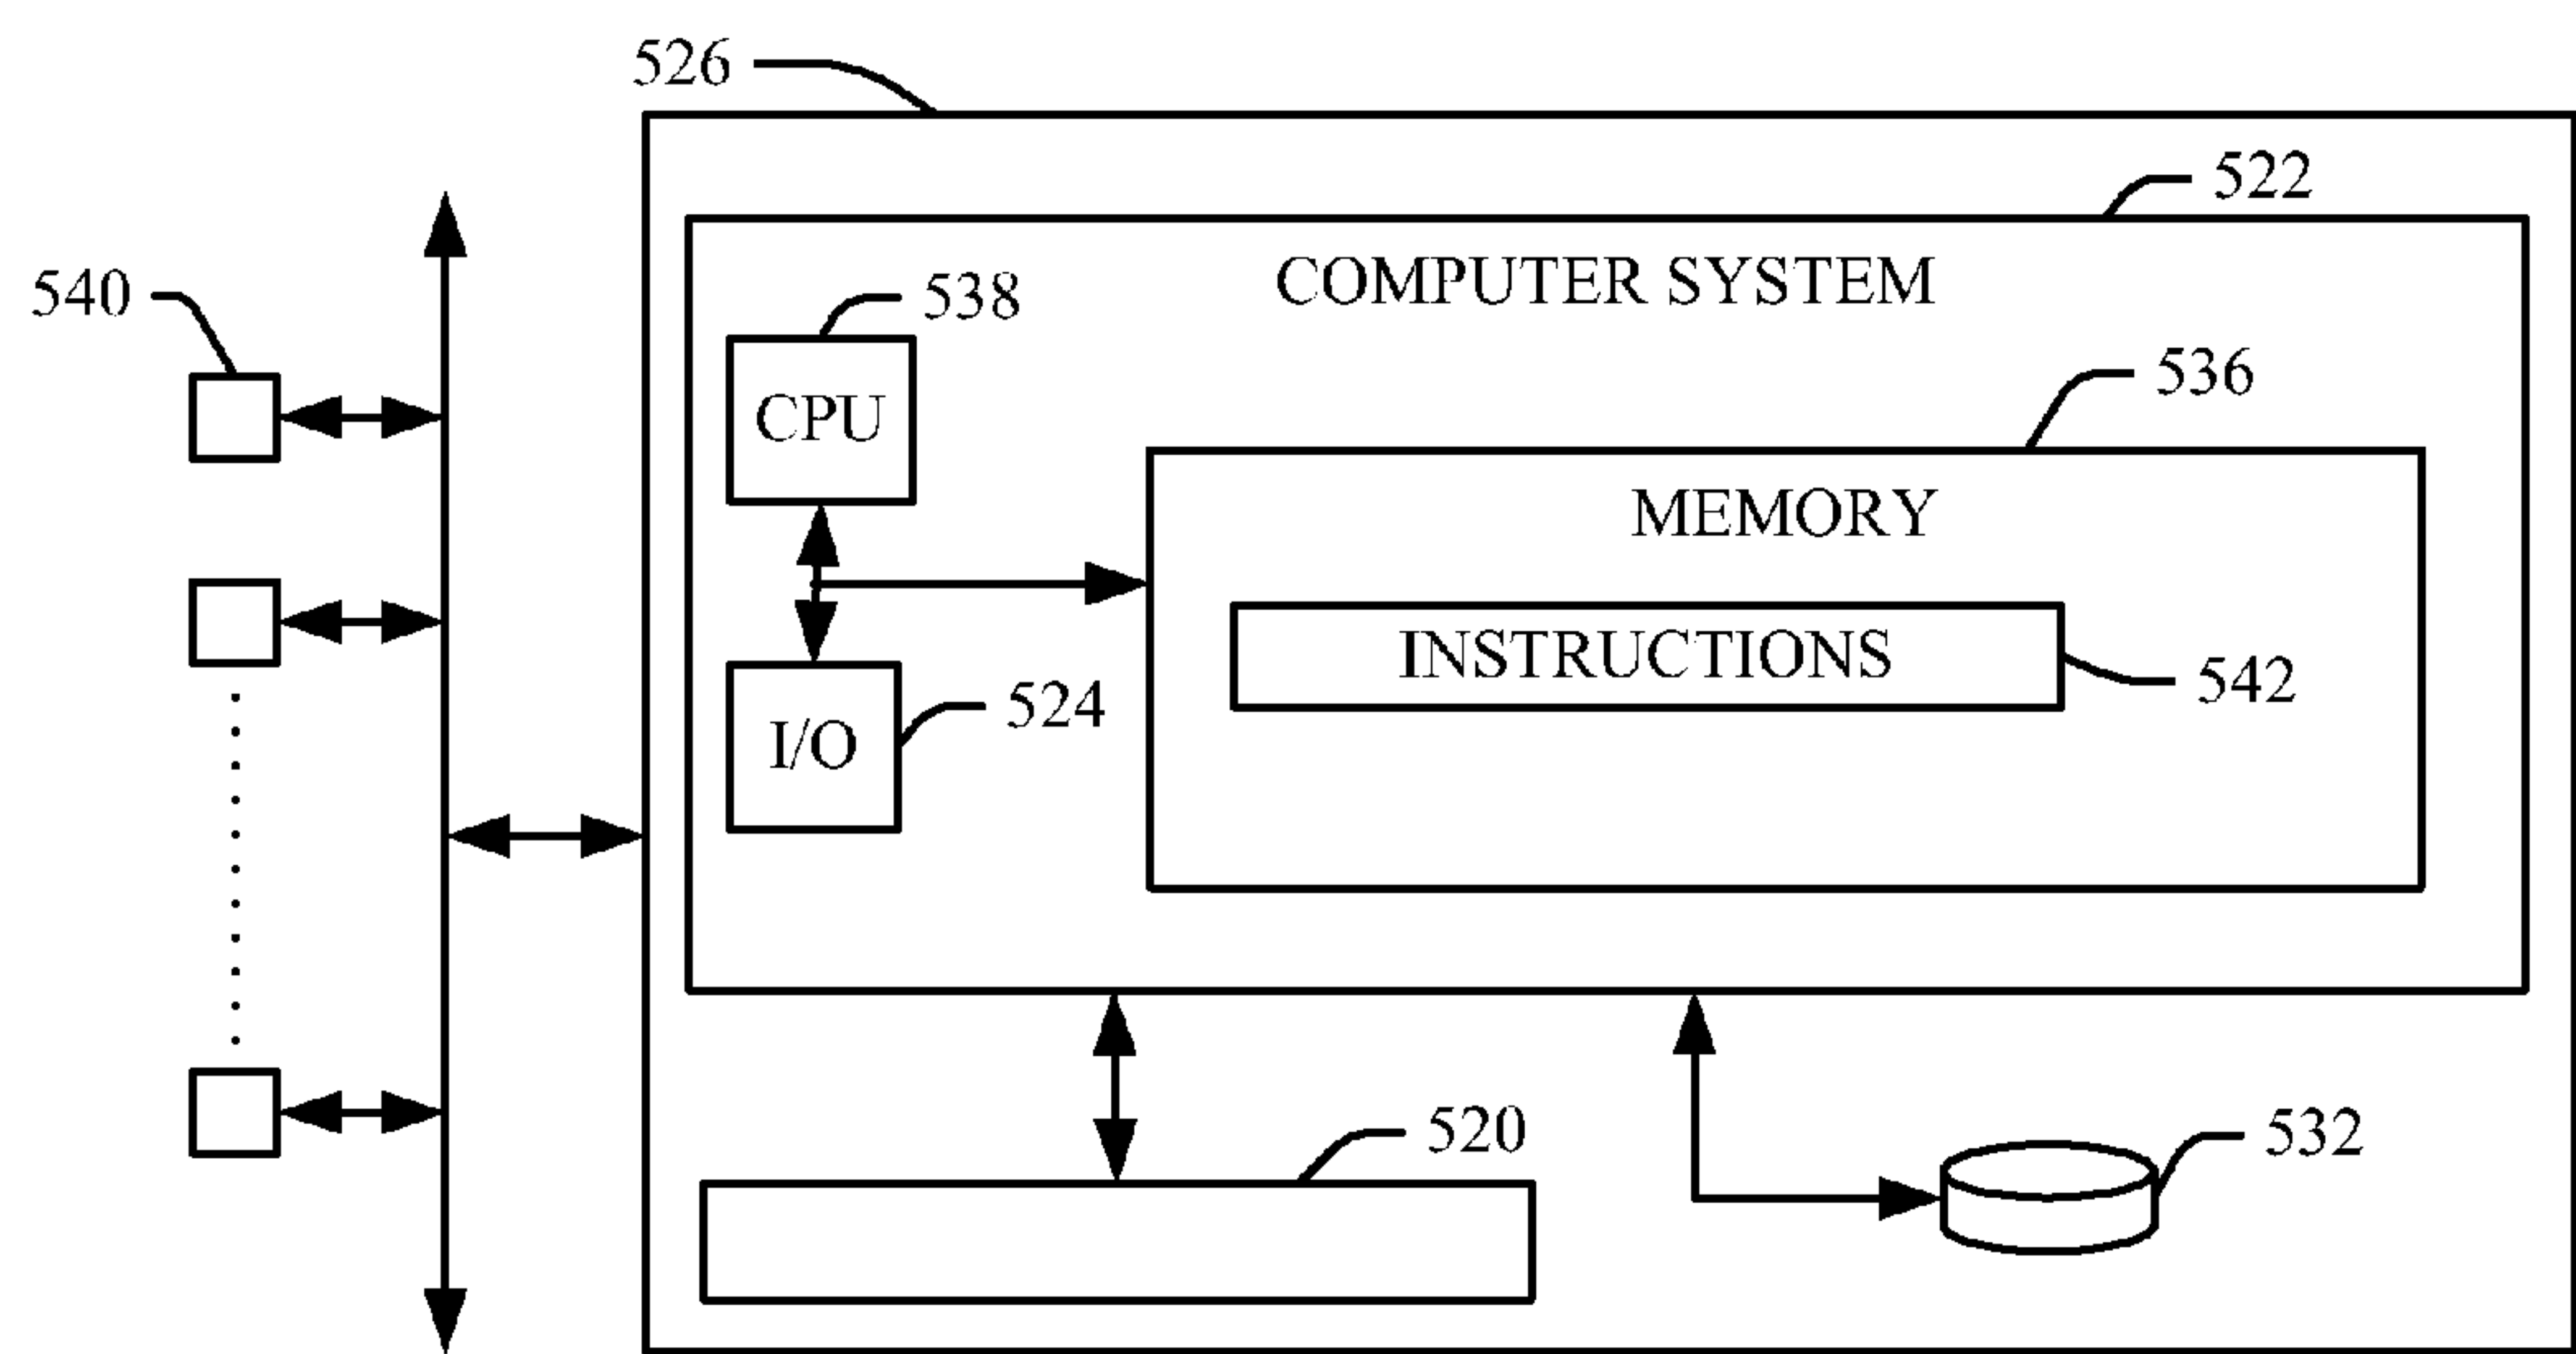 526
522
COMPUTER SYSTEM
540
538
536
CPU
MEMORY
INSTRUCTIONS
542
524
I/O
520
532